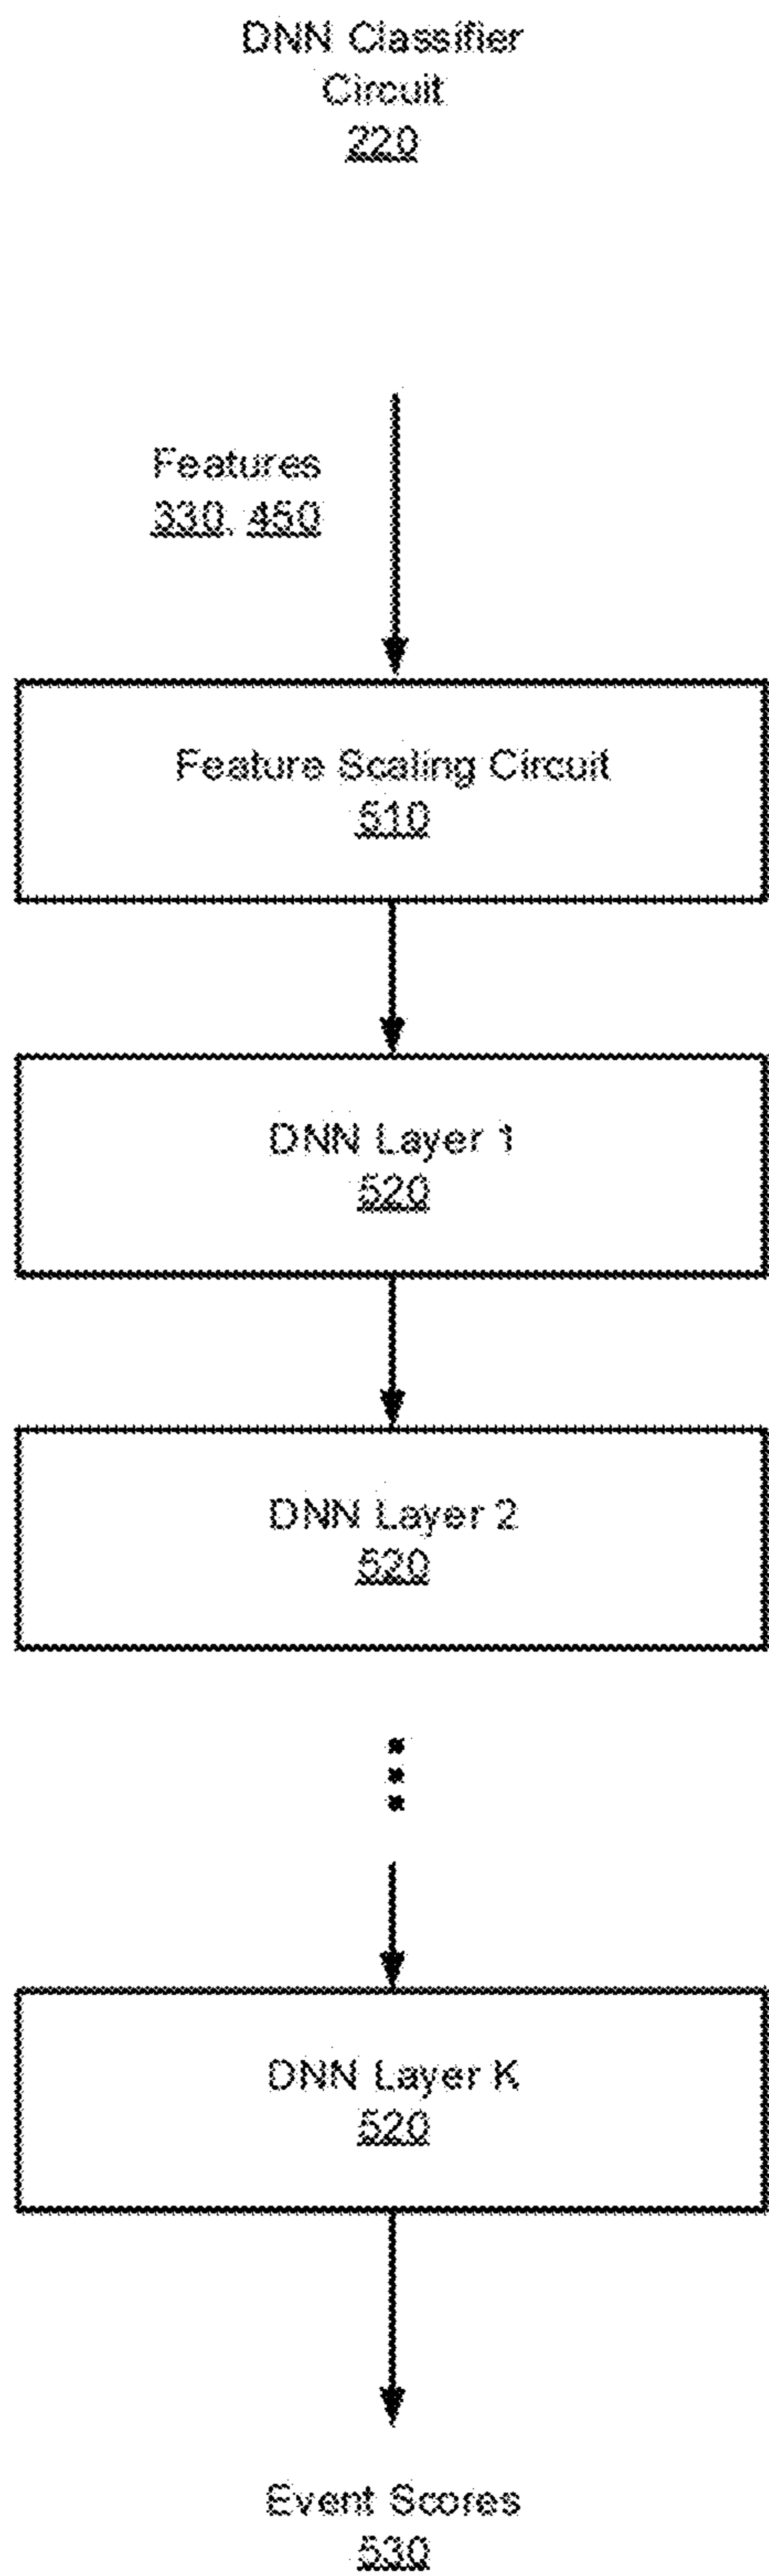 DNN Classifier
Circuit
220
Features
330, 450
Feature Scaling Circuit
510
DNN Layer 1
520
DNN Layer 2
520
DNN Layer K
520
Event Scores
530